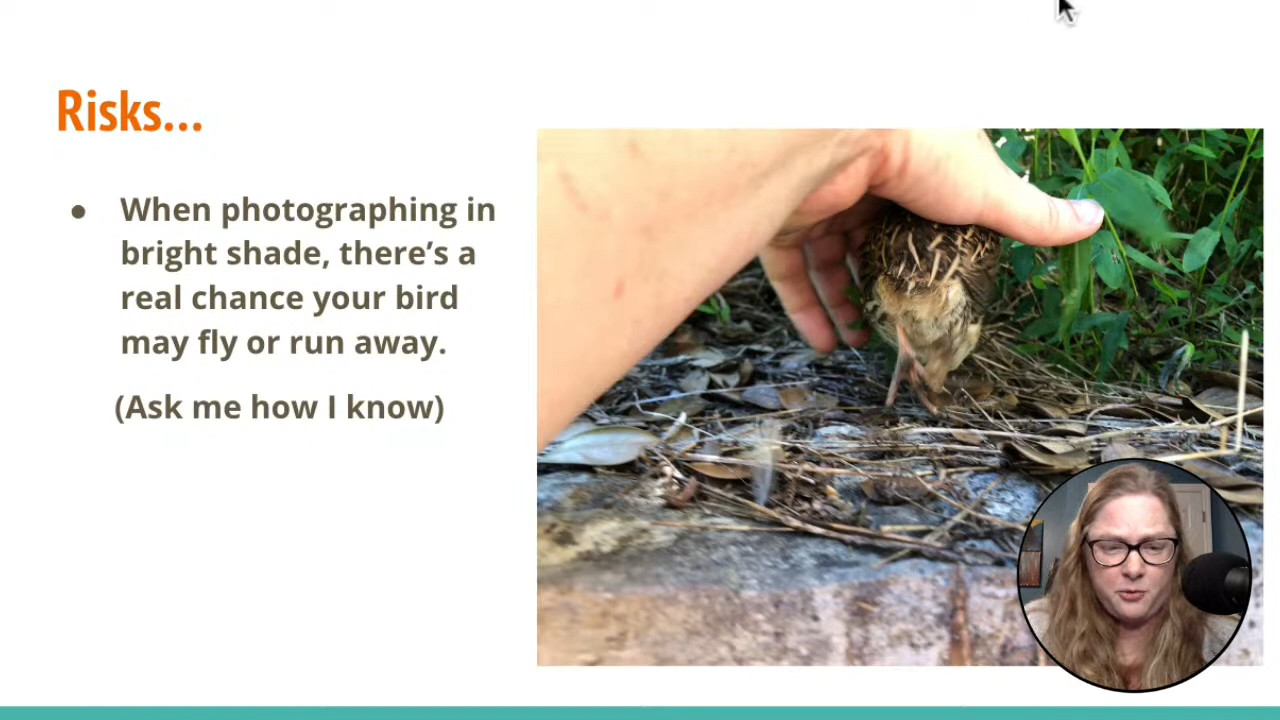 Risks...
● When photographing in
bright shade, there's a
real chance your bird
may fly or run away.
(Ask me how I know)